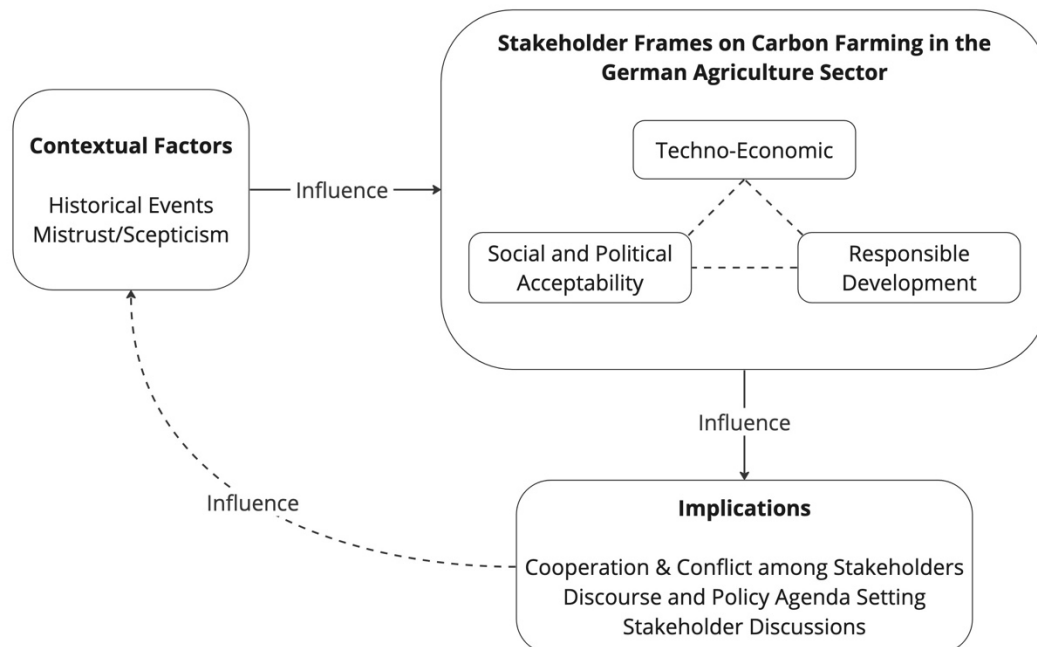 Stakeholder Frames on Carbon Farming in the
German Agriculture Sector
Techno-Economic
Social and Political
Acceptability
Responsible
Development
Contextual Factors
Historical Events
Mistrust/Scepticism
Influence
Influence
Implications
Cooperation & Conflict among Stakeholders
Discourse and Policy Agenda Setting
Stakeholder Discussions
Influence